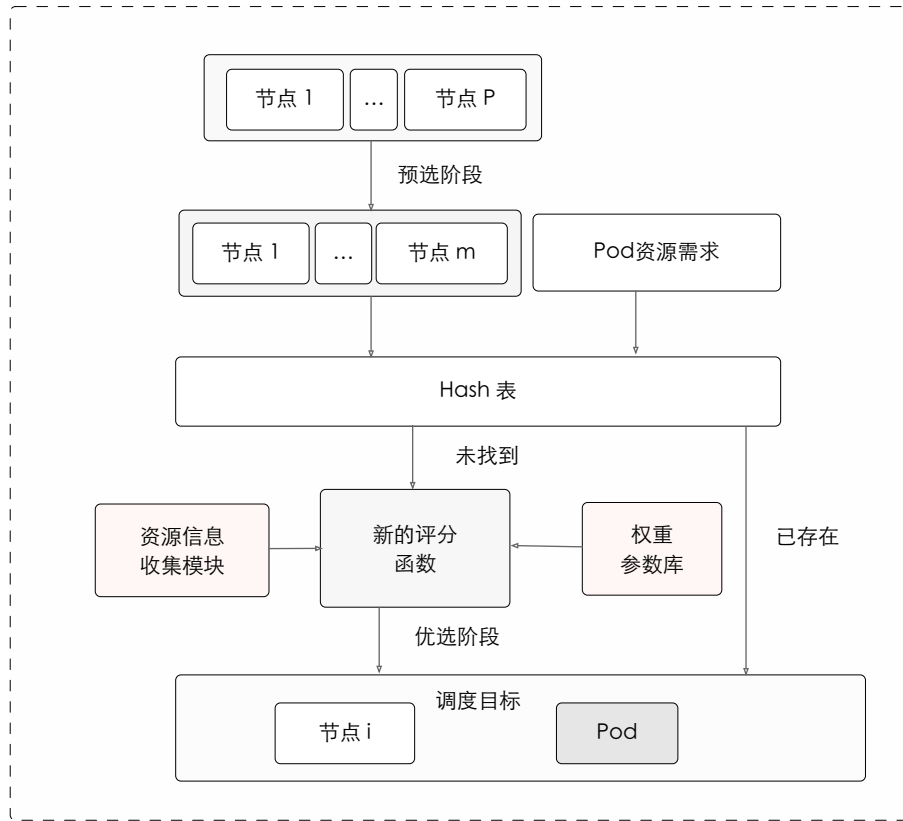 节点 1
...
节点 P
预选阶段
节点 1
...
节点 m
Pod资源需求
Hash 表
未找到
资源信息
收集模块
新的评分
函数
权重
参数库
已存在
优选阶段
调度目标
节点 i
Pod